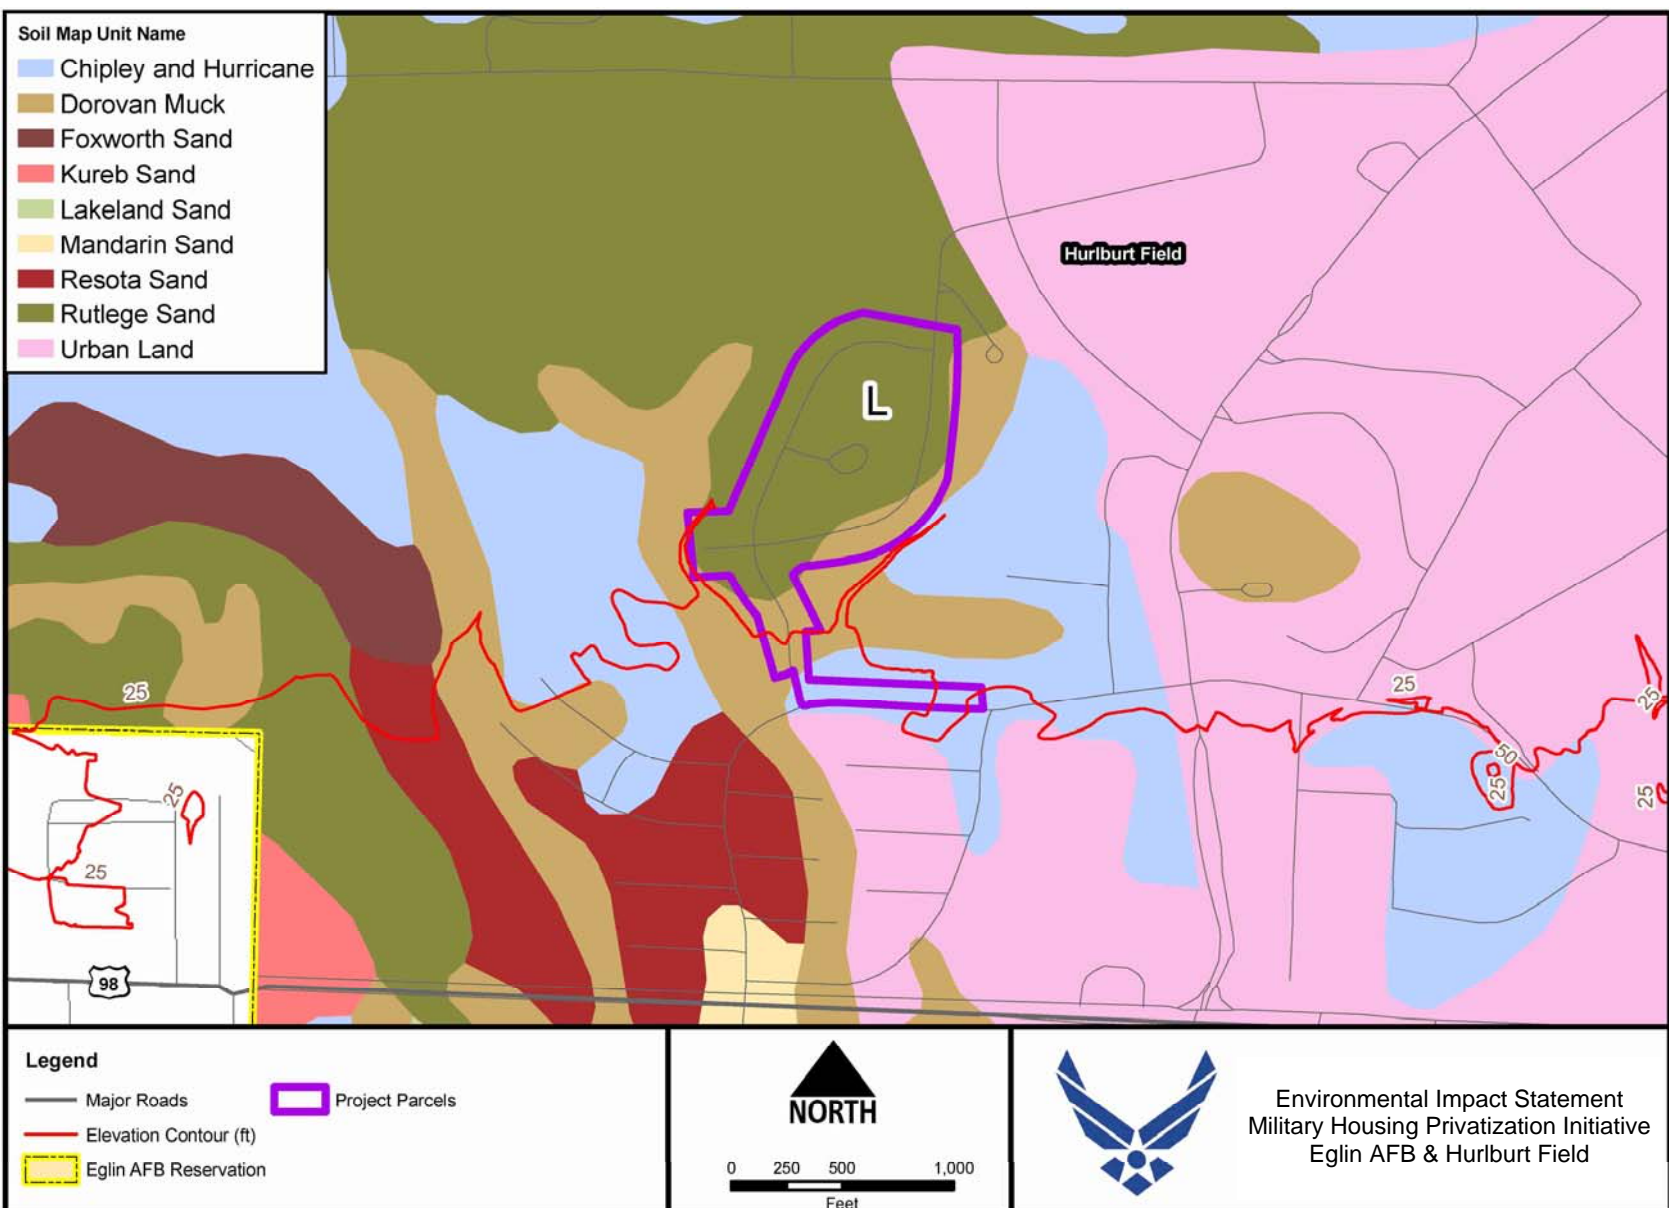 Soil Map Unit Name
Chipley and Hurricane
Dorovan Muck
Foxworth Sand
Kureb Sand
Lakeland Sand
Mandarin Sand
Resota Sand
Rutlege Sand
Urban Land
Hurlburt Field
L
25
25
25
50
25
25
25
25
98
Legend
Major Roads
Project Parcels
Elevation Contour (ft)
Eglin AFB Reservation
NORTH
0 250 500 1,000
Feet
Environmental Impact Statement
Military Housing Privatization Initiative
Eglin AFB & Hurlburt Field